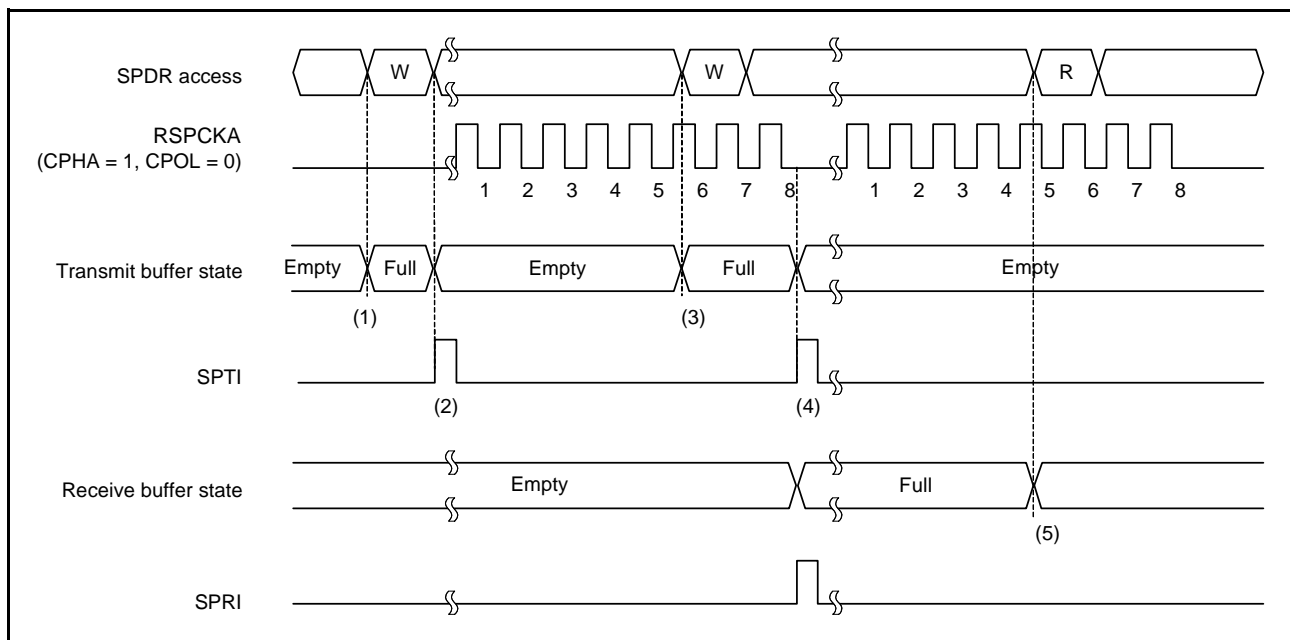 SPDR access
W
W
R
RSPCKA
(CPHA = 1, CPOL = 0)
1 2 3 4 5 6 7 8 1 2 3 4 5 6 7 8
Transmit buffer state
Empty Full Empty Full Empty
(1) (3)
SPTI
(2) (4)
Receive buffer state
Empty Full
(5)
SPRI